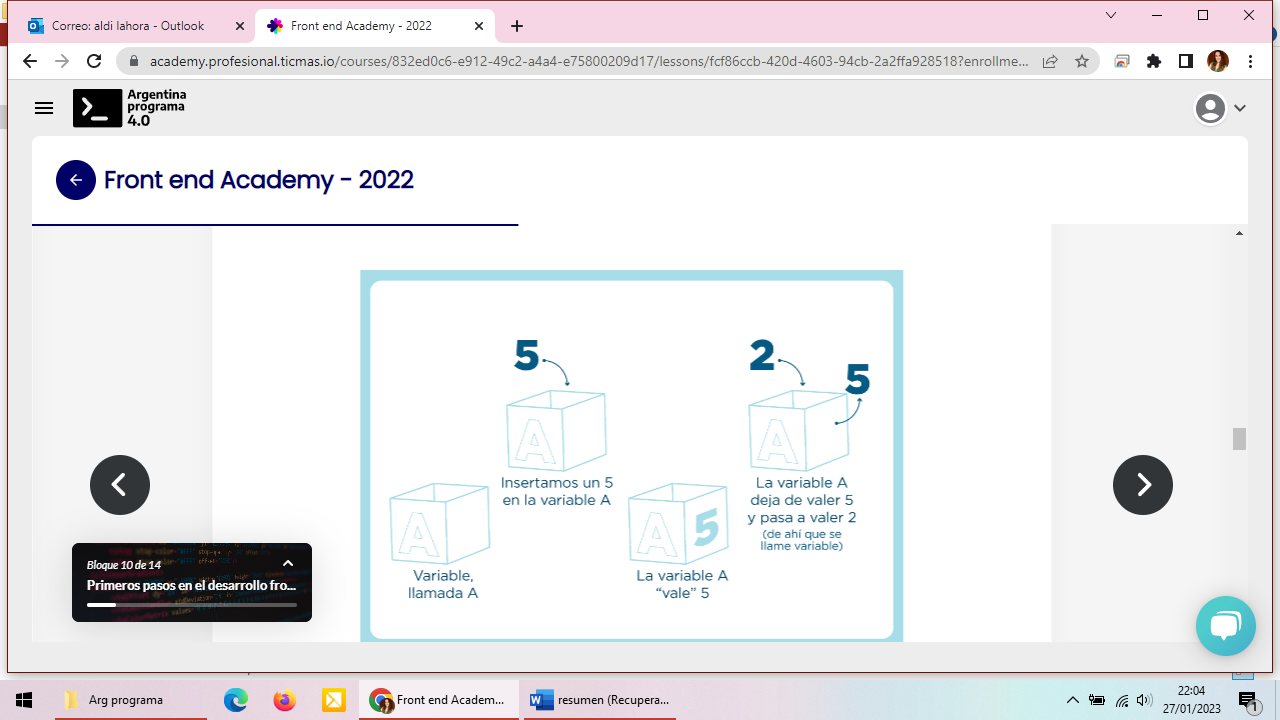 Correo: aldi lahora - Outlook
Front end Academy - 2022
academy.profesional.ticmas.io/courses/832eb0c6-e912-4925-a4a4-e75800209d17/lessons/fcf86ccb-420d-4603-94cb-2a2ffa928518?enrollme...
Argentina
programa
4.0
Front end Academy - 2022
5
2
5
A
A
Insertamos un 5
en la variable A
La variable A
deja de valer 5
y pasa a valer 2
(de ahí que se
llame variable)
A
A 5
Variable,
llamada A
La variable A
“vale” 5
Bloque 10 de 14
Primeros pasos en el desarrollo fro...
Arg programa
Front end Academ...
resumen (Recupera...
22:04
27/01/2023
1